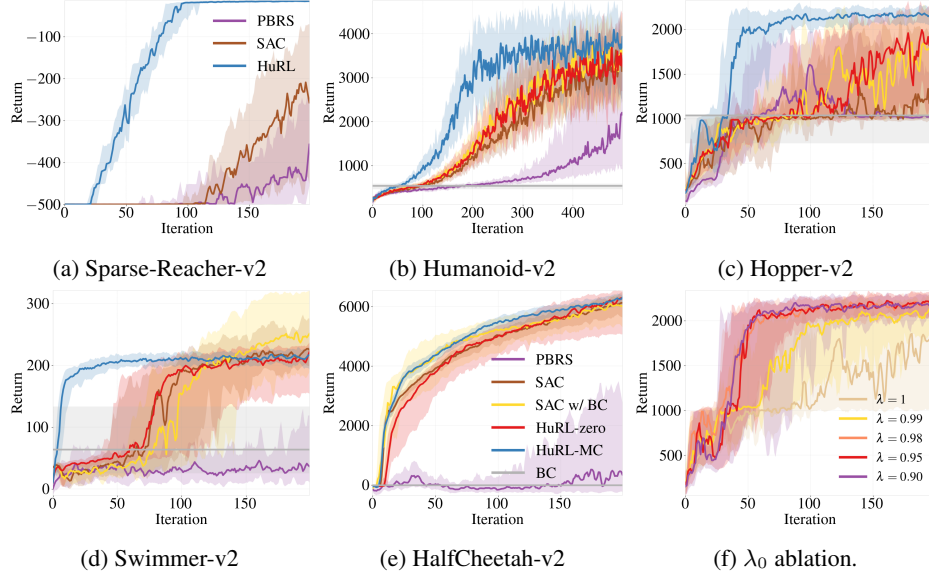 −100
−200
−300
−400
−500
0 50 100 150
Return
Iteration
PBRS
SAC
HuRL
(a) Sparse-Reacher-v2
4000
3000
2000
1000
0 100 200 300 400
Return
Iteration
(b) Humanoid-v2
2000
1500
1000
500
0 50 100 150
Return
Iteration
(c) Hopper-v2
300
200
100
0
0 50 100 150
Return
Iteration
(d) Swimmer-v2
6000
4000
2000
0
0 50 100 150
Return
Iteration
PBRS
SAC
SAC w/ BC
HuRL-zero
HuRL-MC
BC
(e) HalfCheetah-v2
2000
1500
1000
500
0 50 100 150
Return
Iteration
λ = 1
λ = 0.99
λ = 0.98
λ = 0.95
λ = 0.90
(f) λ₀ ablation.